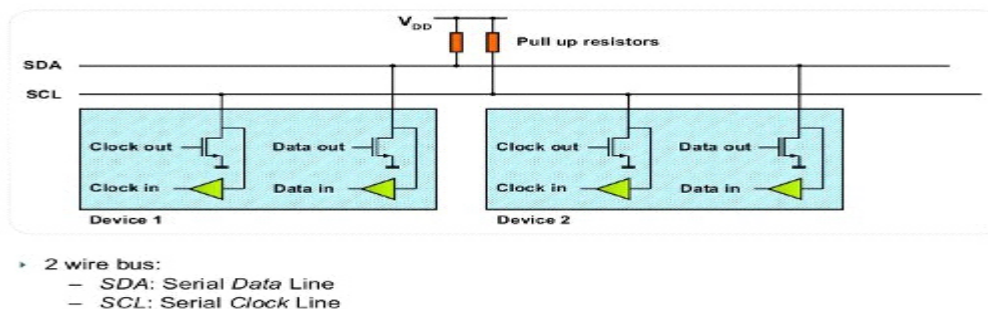 VDD
Pull up resistors
SDA
SCL
Clock out
Data out
Clock out
Data out
Clock in
Data in
Clock in
Data in
Device 1
Device 2
2 wire bus:
– SDA: Serial Data Line
– SCL: Serial Clock Line